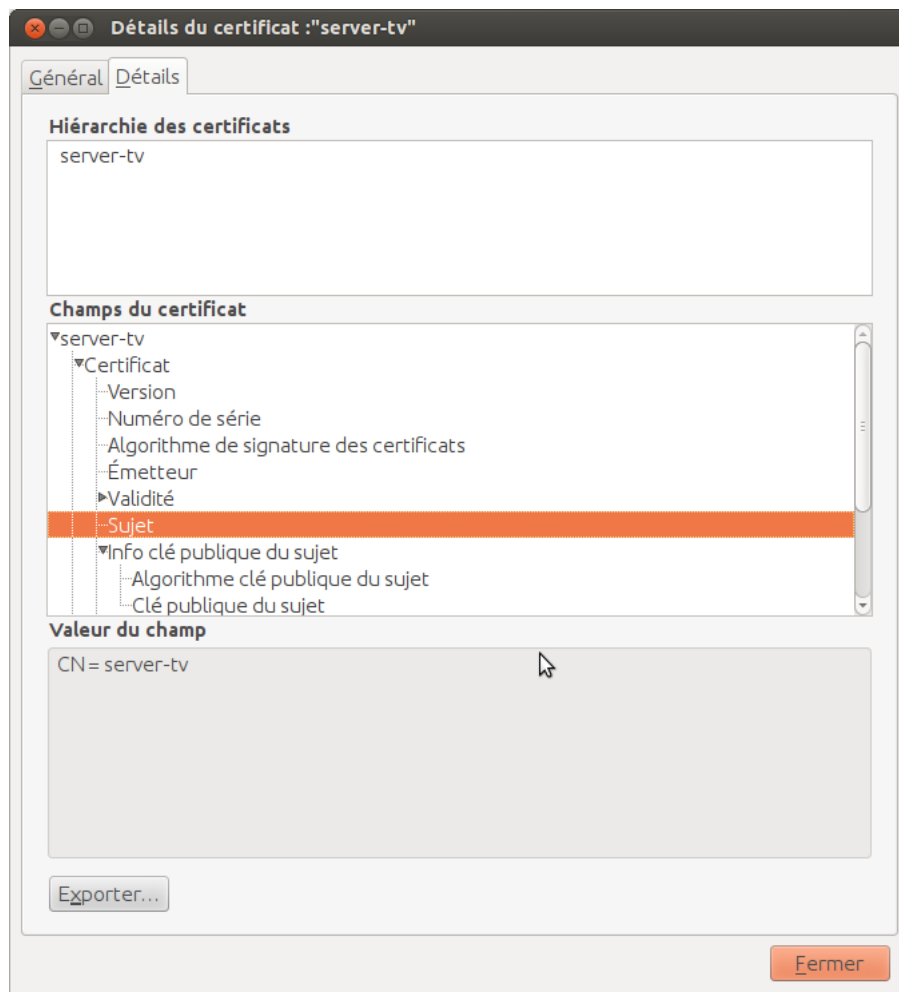 Détails du certificat :"server-tv"
Général Détails
Hiérarchie des certificats
server-tv
Champs du certificat
server-tv
Certificat
Version
Numéro de série
Algorithme de signature des certificats
Émetteur
Validité
Sujet
Info clé publique du sujet
Algorithme clé publique du sujet
Clé publique du sujet
Valeur du champ
CN = server-tv
Exporter...
Fermer